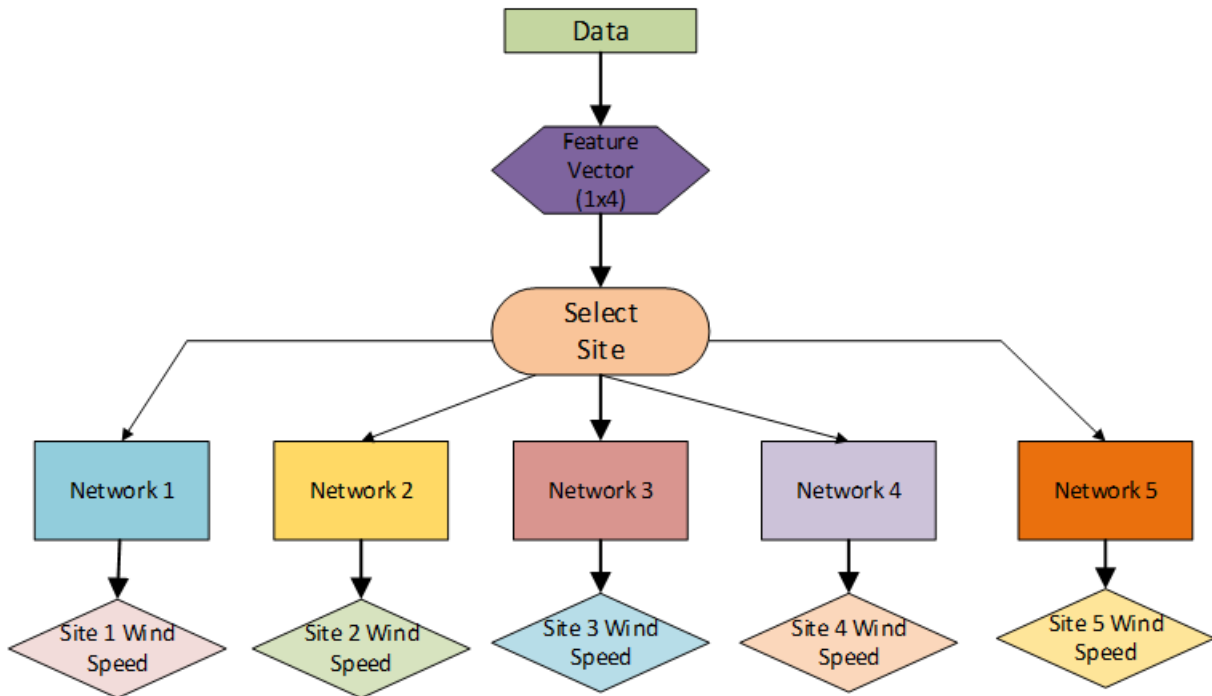 Data
Feature
Vector
(1x4)
Select
Site
Network 1
Network 2
Network 3
Network 4
Network 5
Site 1 Wind
Speed
Site 2 Wind
Speed
Site 3 Wind
Speed
Site 4 Wind
Speed
Site 5 Wind
Speed